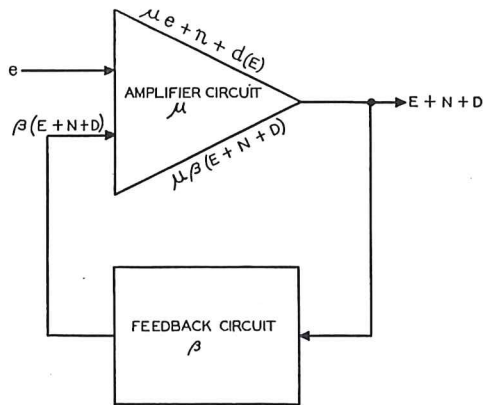 μe + n + d(E)
e
AMPLIFIER CIRCUIT
μ
E + N + D
β(E+N+D)
μβ(E+N+D)
FEEDBACK CIRCUIT
β